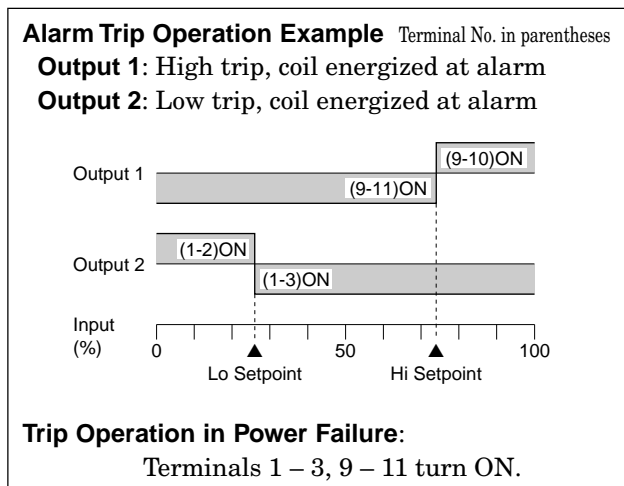 Alarm Trip Operation Example Terminal No. in parentheses
Output 1: High trip, coil energized at alarm
Output 2: Low trip, coil energized at alarm
Output 1
(9-10)ON
(9-11)ON
(1-2)ON
Output 2
(1-3)ON
Input
(%)
0 50 100
Lo Setpoint Hi Setpoint
Trip Operation in Power Failure:
Terminals 1 – 3, 9 – 11 turn ON.